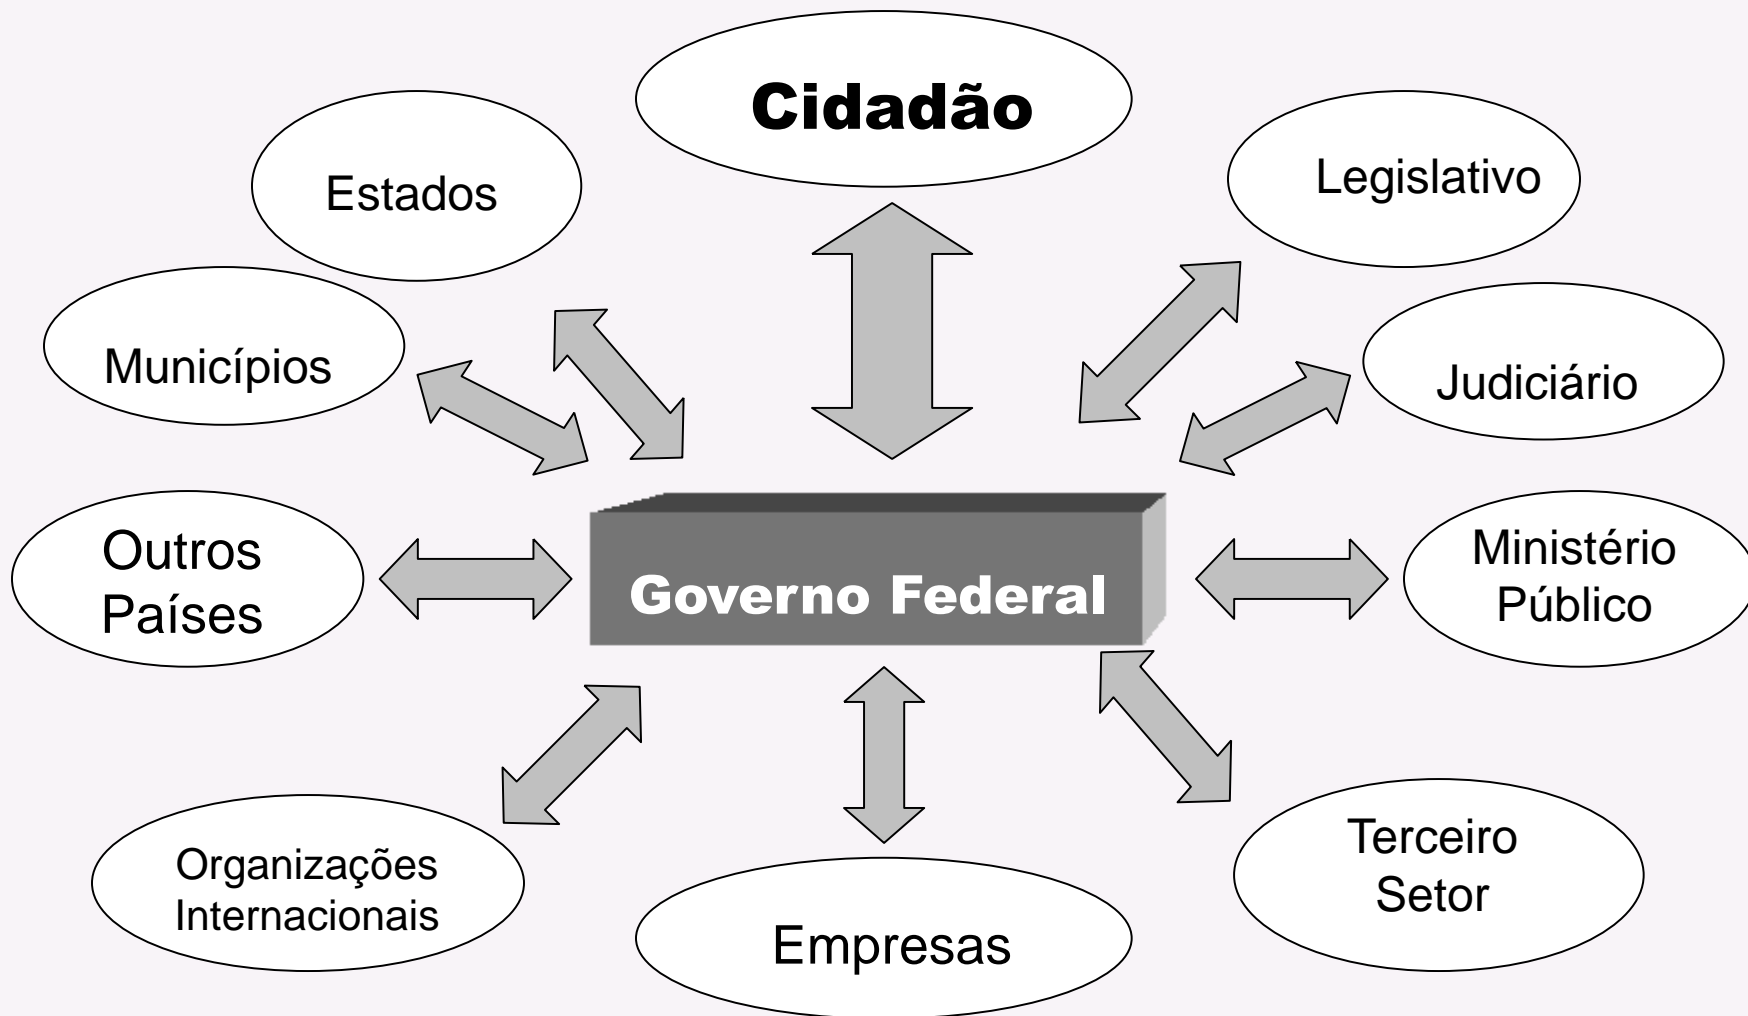 Cidadão
Estados
Legislativo
Municípios
Judiciário
Outros
Países
Governo Federal
Ministério
Público
Organizações
Internacionais
Empresas
Terceiro
Setor